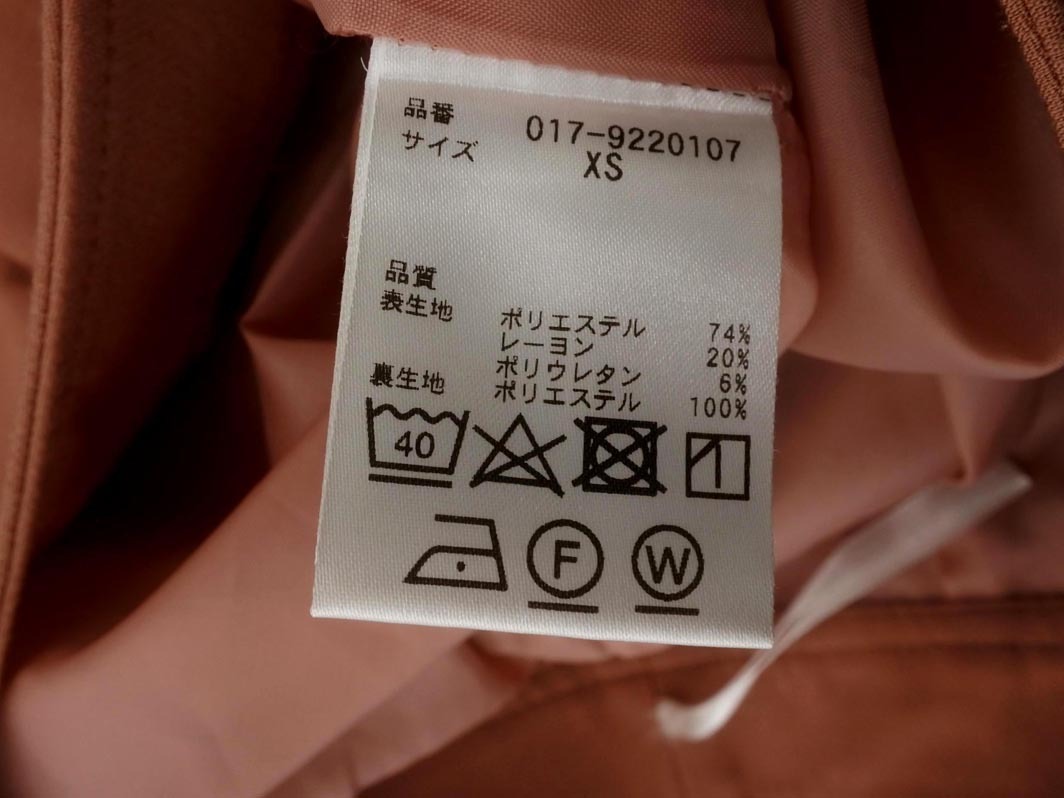 品番 017-9220107
サイズ XS
品質
表生地 ポリエステル 74%
レーヨン 20%
ポリウレタン 6%
裏生地 ポリエステル 100%
40
F W